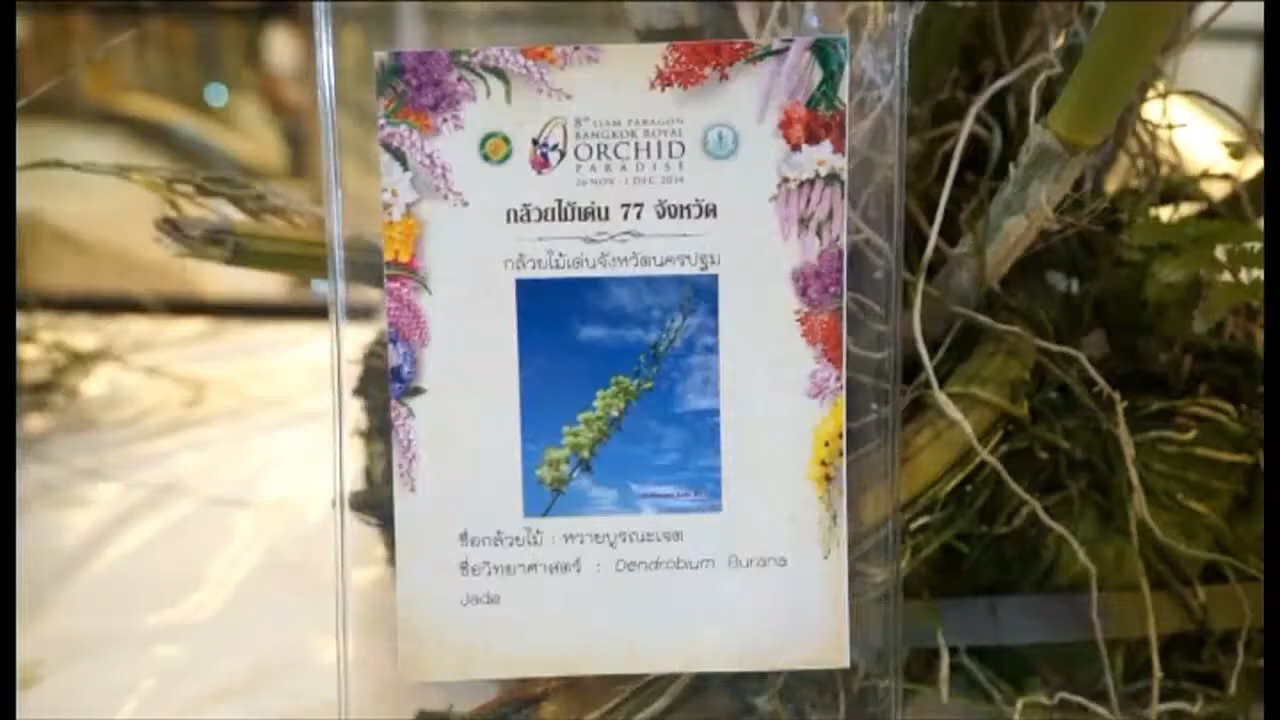 8th SIAM PARAGON
BANGKOK ROYAL
ORCHID
PARADISE
26 NOV - 1 DEC 2014
กล้วยไม้เด่น 77 จังหวัด
กล้วยไม้เด่นจังหวัดนครปฐม
ชื่อกล้วยไม้ : หวายบูรณะเจต
ชื่อวิทยาศาสตร์ : Dendrobium Burana
Jade